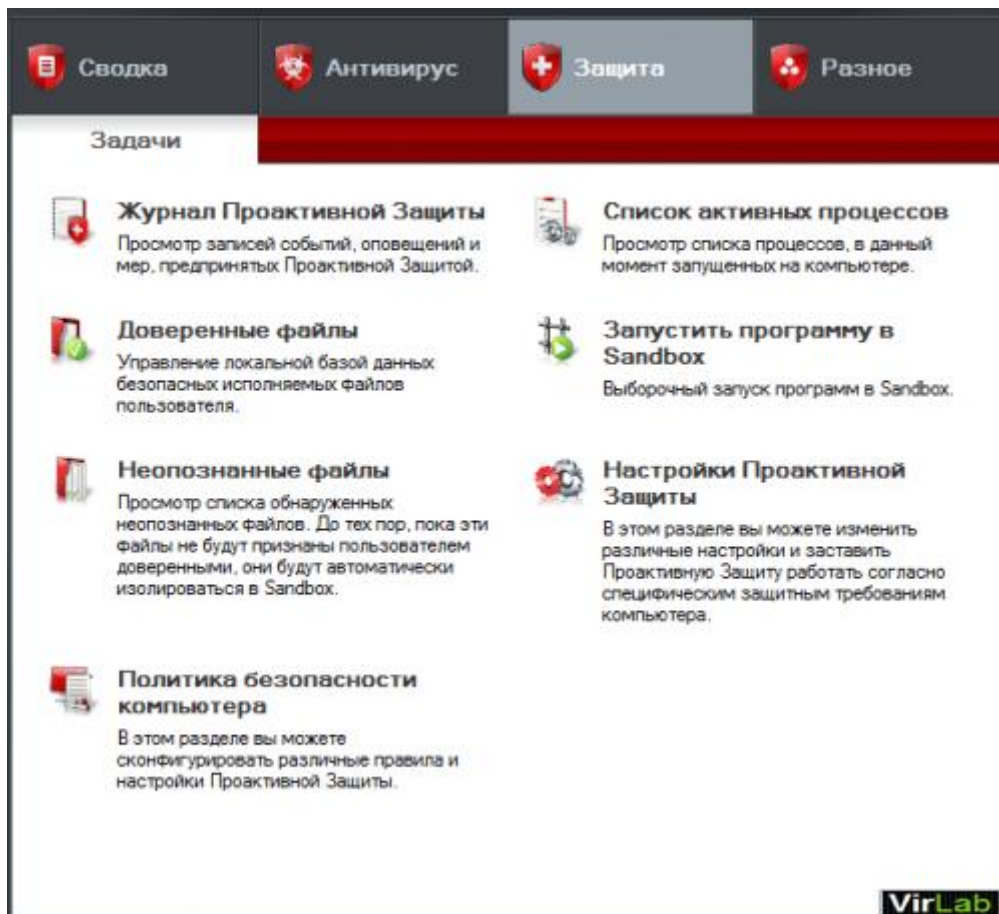 Сводка
Антивирус
Защита
Разное
Задачи
Журнал Проактивной Защиты
Просмотр записей событий, оповещений и
мер, предпринятых Проактивной Защитой.
Список активных процессов
Просмотр списка процессов, в данный
момент запущенных на компьютере.
Доверенные файлы
Управление локальной базой данных
безопасных исполняемых файлов
пользователя.
Запустить программу в
Sandbox
Выборочный запуск программ в Sandbox.
Неопознанные файлы
Просмотр списка обнаруженных
неопознанных файлов. До тех пор, пока эти
файлы не будут признаны пользователем
доверенными, они будут автоматически
изолироваться в Sandbox.
Настройки Проактивной
Защиты
В этом разделе вы можете изменить
различные настройки и заставить
Проактивную Защиту работать согласно
специфическим защитным требованиям
компьютера.
Политика безопасности
компьютера
В этом разделе вы можете
сконфигурировать различные правила и
настройки Проактивной Защиты.
VirLab